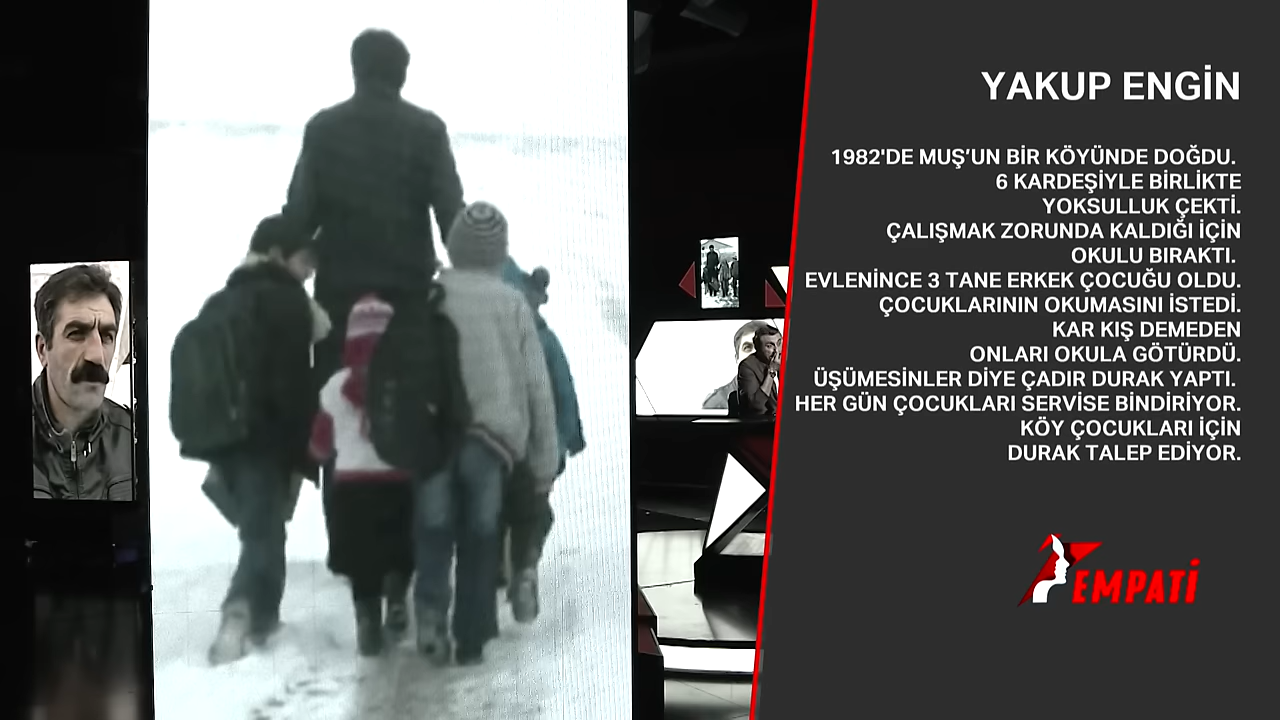 YAKUP ENGİN
1982'DE MUŞ'UN BİR KÖYÜNDE DOĞDU.
6 KARDEŞİYLE BİRLİKTE
YOKSULLUK ÇEKTİ.
ÇALIŞMAK ZORUNDA KALDIĞI İÇİN
OKULU BIRAKTI.
EVLENİNCE 3 TANE ERKEK ÇOCUĞU OLDU.
ÇOCUKLARININ OKUMASINI İSTEDİ.
KAR KIŞ DEMEDEN
ONLARI OKULA GÖTÜRDÜ.
ÜŞÜMESİNLER DİYE ÇADIR DURAK YAPTI.
HER GÜN ÇOCUKLARI SERVİSE BİNDİRİYOR.
KÖY ÇOCUKLARI İÇİN
DURAK TALEP EDİYOR.
EMPATİ